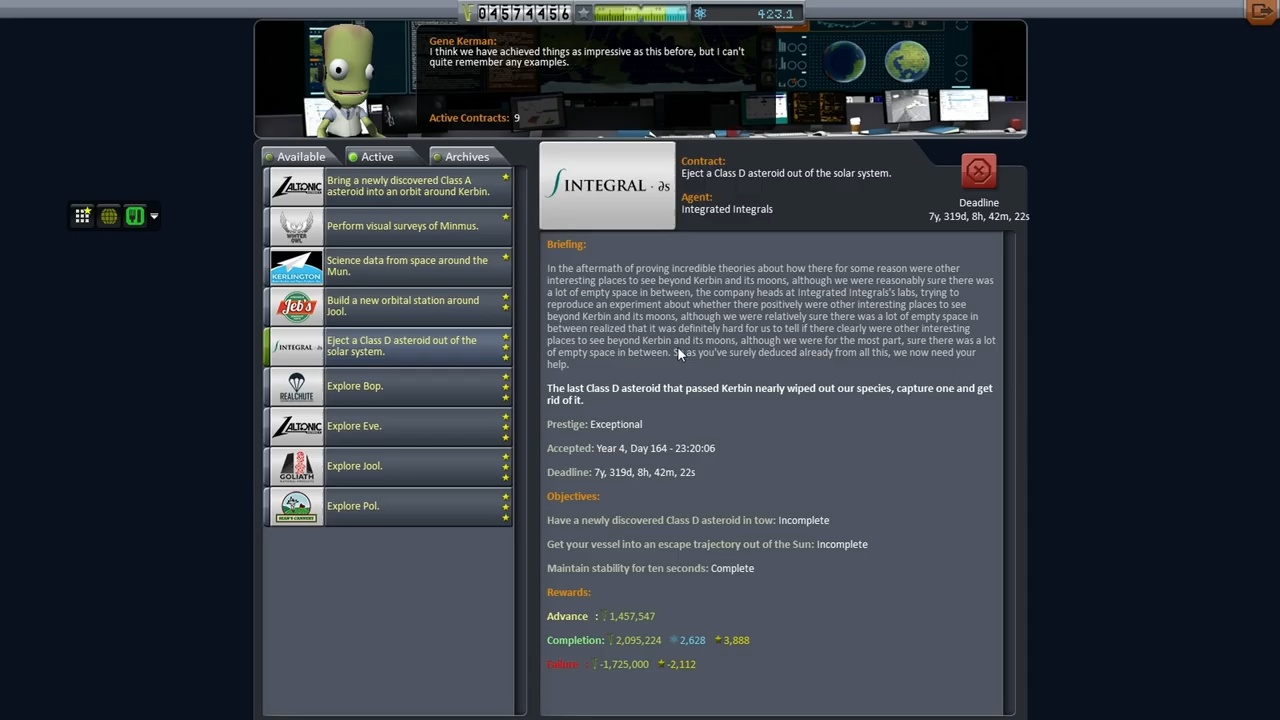 04574456
423.1
Gene Kerman:
I think we have achieved things as impressive as this before, but I can't
quite remember any examples.
Active Contracts: 9
Available
Active
Archives
ZALTONIC
Bring a newly discovered Class A
asteroid into an orbit around Kerbin.
WINTER
OWL
Perform visual surveys of Minmus.
KERLINGTON
Science data from space around the
Mun.
Jeb's
Build a new orbital station around
Jool.
∫INTEGRAL · ∂s
Eject a Class D asteroid out of the
solar system.
REALCHUTE
Explore Bop.
ZALTONIC
Explore Eve.
GOLIATH
Explore Jool.
Explore Pol.
∫INTEGRAL · ∂s
Contract:
Eject a Class D asteroid out of the solar system.
Agent:
Integrated Integrals
Deadline
7y, 319d, 8h, 42m, 22s
Briefing:
In the aftermath of proving incredible theories about how there for some reason were other
interesting places to see beyond Kerbin and its moons, although we were reasonably sure there was
a lot of empty space in between, the company heads at Integrated Integrals's labs, trying to
reproduce an experiment about whether there positively were other interesting places to see
beyond Kerbin and its moons, although we were relatively sure there was a lot of empty space in
between realized that it was definitely hard for us to tell if there clearly were other interesting
places to see beyond Kerbin and its moons, although we were for the most part, sure there was a lot
of empty space in between. So as you've surely deduced already from all this, we now need your
help.
The last Class D asteroid that passed Kerbin nearly wiped out our species, capture one and get
rid of it.
Prestige: Exceptional
Accepted: Year 4, Day 164 - 23:20:06
Deadline: 7y, 319d, 8h, 42m, 22s
Objectives:
Have a newly discovered Class D asteroid in tow: Incomplete
Get your vessel into an escape trajectory out of the Sun: Incomplete
Maintain stability for ten seconds: Complete
Rewards:
Advance : 1,457,547
Completion: 2,095,224 2,628 3,888
Failure : -1,725,000 -2,112